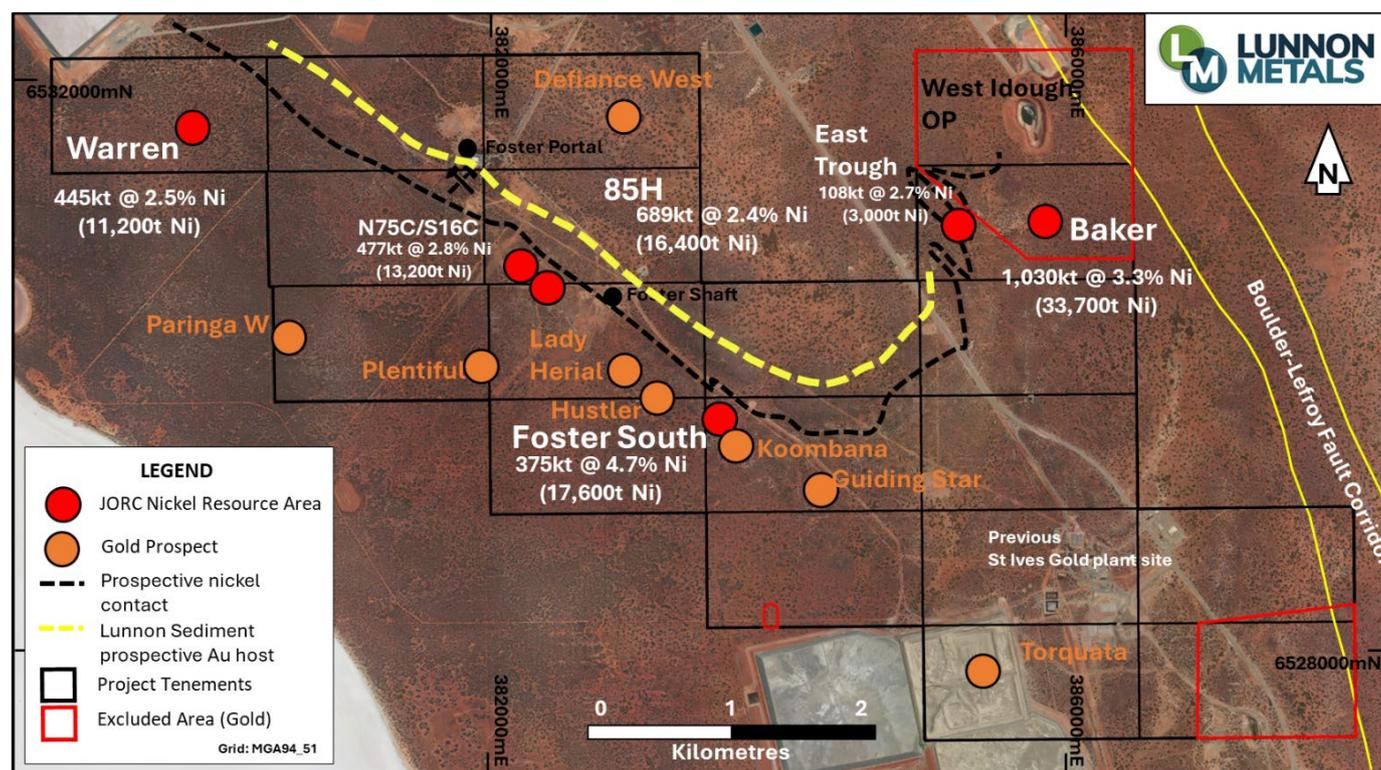 382000mE
386000mE
LUNNON
METALS
LM
6532000mN
Defiance West
West Idough
OP
Warren
445kt @ 2.5% Ni
(11,200t Ni)
Foster Portal
East
Trough
108kt @ 2.7% Ni
(3,000t Ni)
85H
689kt @ 2.4% Ni
(16,400t Ni)
N75C/S16C
477kt @ 2.8% Ni
(13,200t Ni)
Baker
1,030kt @ 3.3% Ni
(33,700t Ni)
N
Foster Shaft
Paringa W
Plentiful
Lady
Herial
Hustler
Foster South
375kt @ 4.7% Ni
(17,600t Ni)
Koombana
Guiding Star
Boulder-Lefroy Fault Corridor
Previous
St Ives Gold plant site
Torquata
6528000mN
LEGEND
JORC Nickel Resource Area
Gold Prospect
Prospective nickel
contact
Lunnon Sediment
prospective Au host
Project Tenements
Excluded Area (Gold)
Grid: MGA94_51
382000mE
386000mE
0 1 2
Kilometres